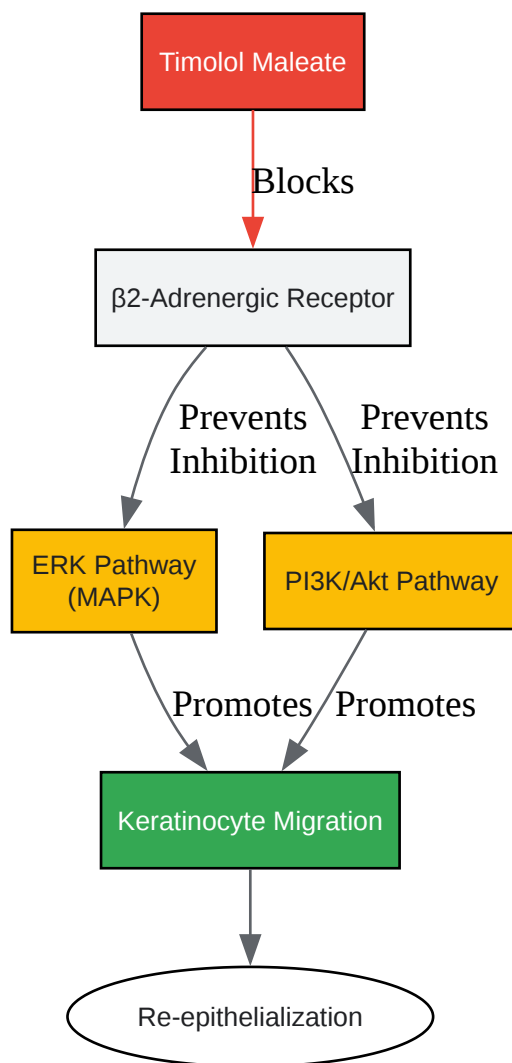 Timolol Maleate
Blocks
β2-Adrenergic Receptor
Prevents
Inhibition
Prevents
Inhibition
ERK Pathway
(MAPK)
PI3K/Akt Pathway
Promotes
Promotes
Keratinocyte Migration
Re-epithelialization